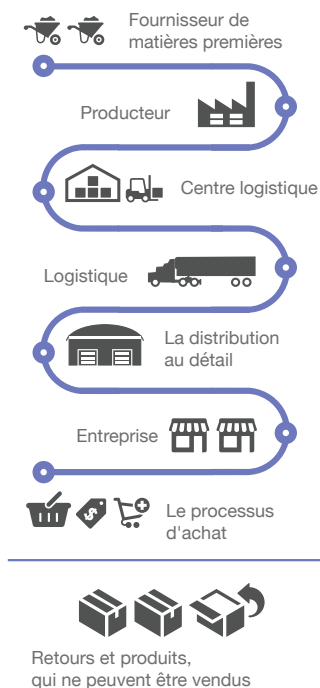 Fournisseur de
matières premières
Producteur
Centre logistique
Logistique
La distribution
au détail
Entreprise
$
Le processus
d'achat
Retours et produits,
qui ne peuvent être vendus